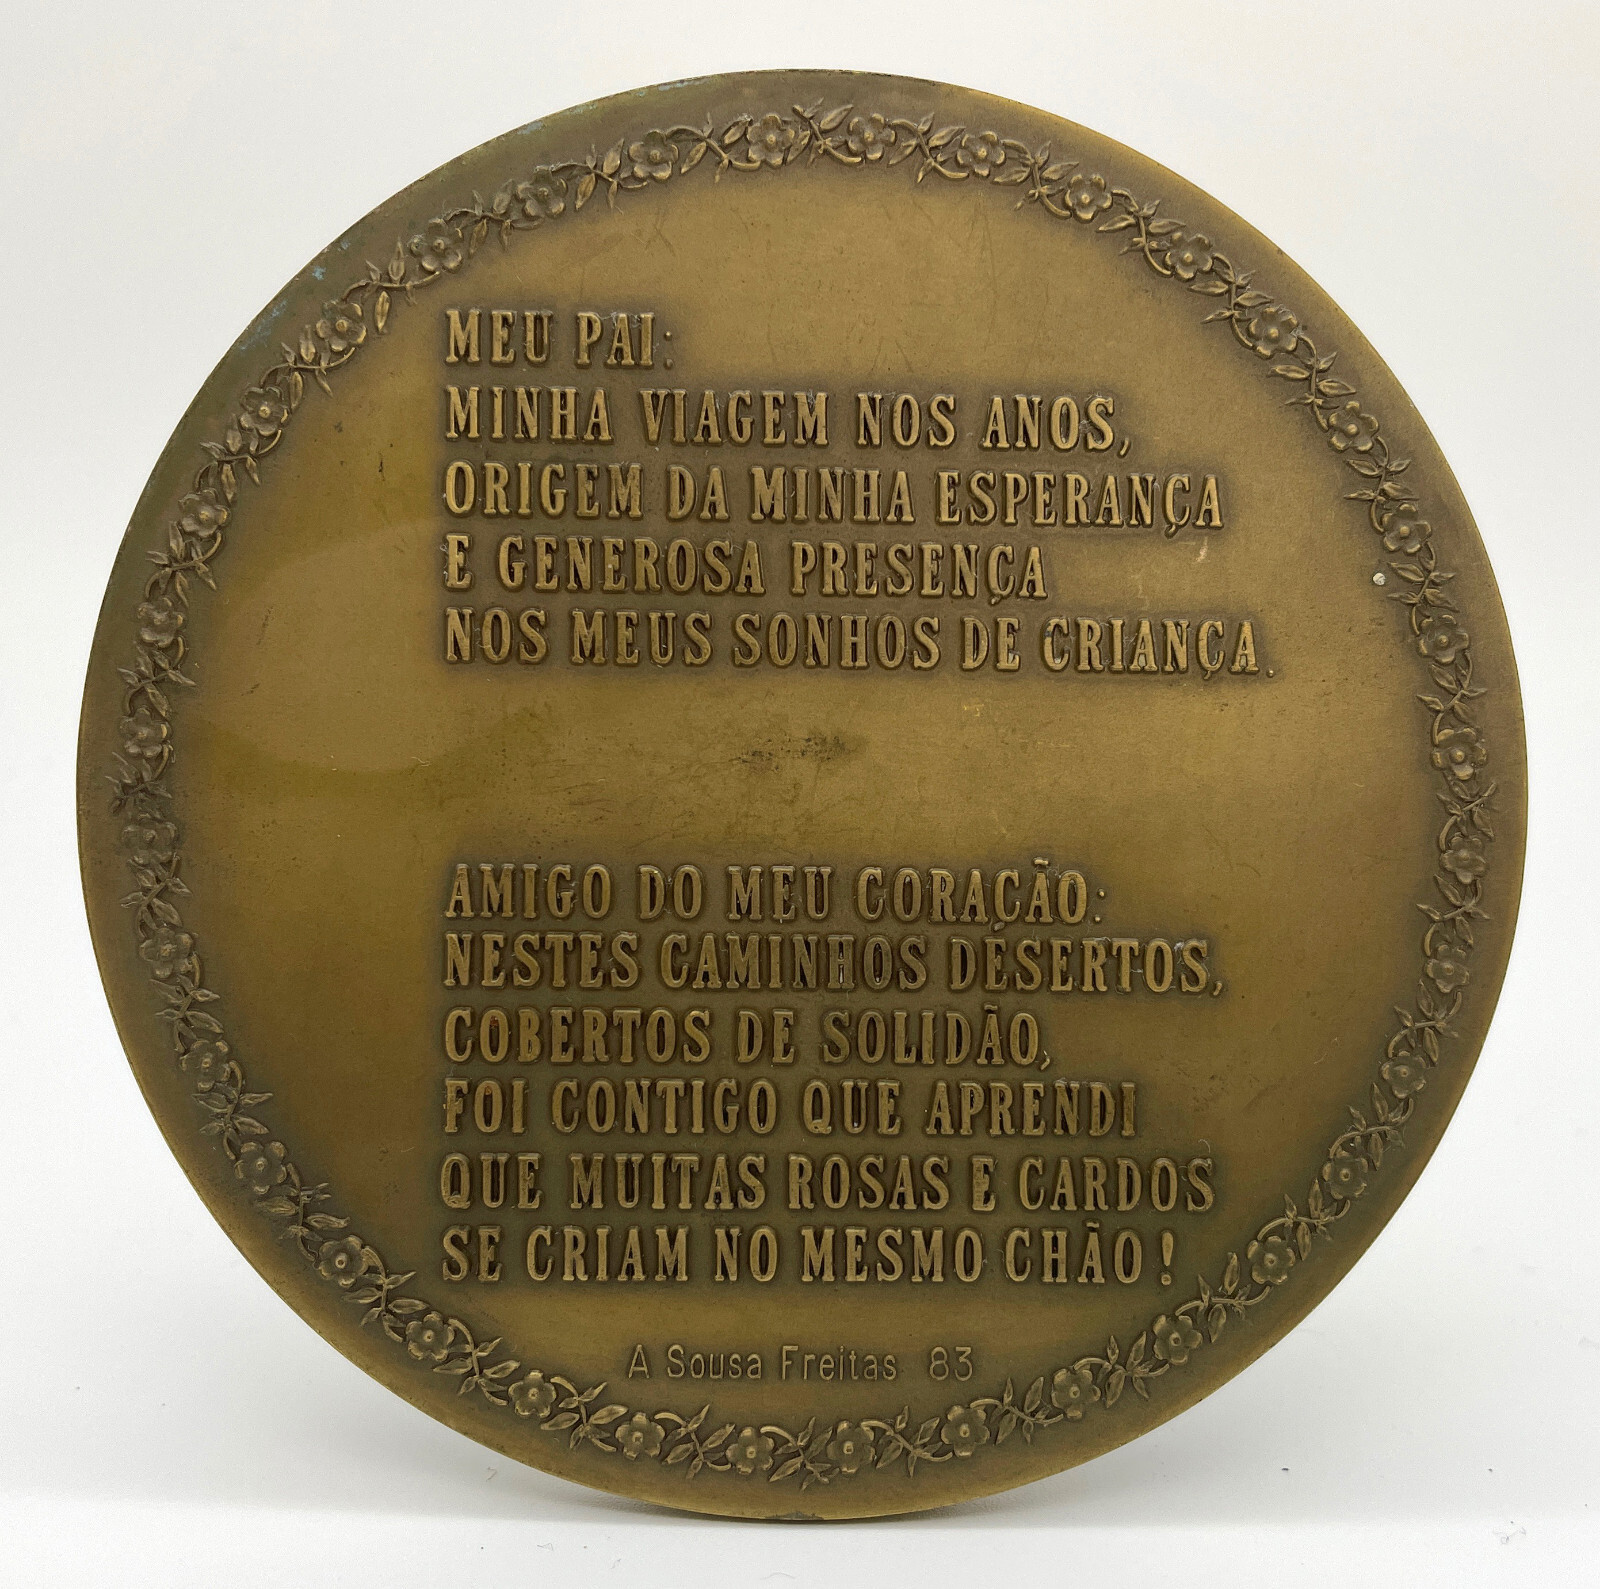 MEU PAI:
MINHA VIAGEM NOS ANOS,
ORIGEM DA MINHA ESPERANÇA
E GENEROSA PRESENÇA
NOS MEUS SONHOS DE CRIANÇA.
AMIGO DO MEU CORAÇÃO:
NESTES CAMINHOS DESERTOS,
COBERTOS DE SOLIDÃO,
FOI CONTIGO QUE APRENDI
QUE MUITAS ROSAS E CARDOS
SE CRIAM NO MESMO CHÃO!
A Sousa Freitas 83